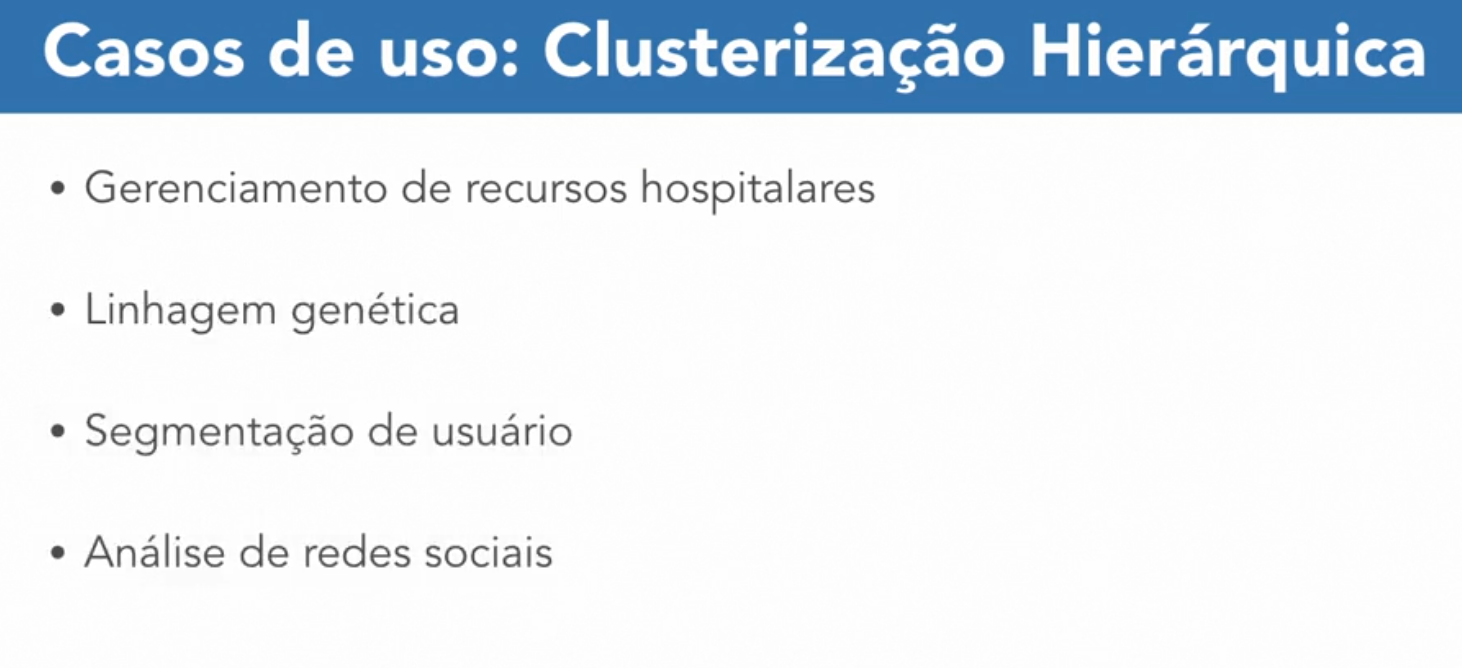 Casos de uso: Clusterização Hierárquica
• Gerenciamento de recursos hospitalares
• Linhagem genética
• Segmentação de usuário
• Análise de redes sociais